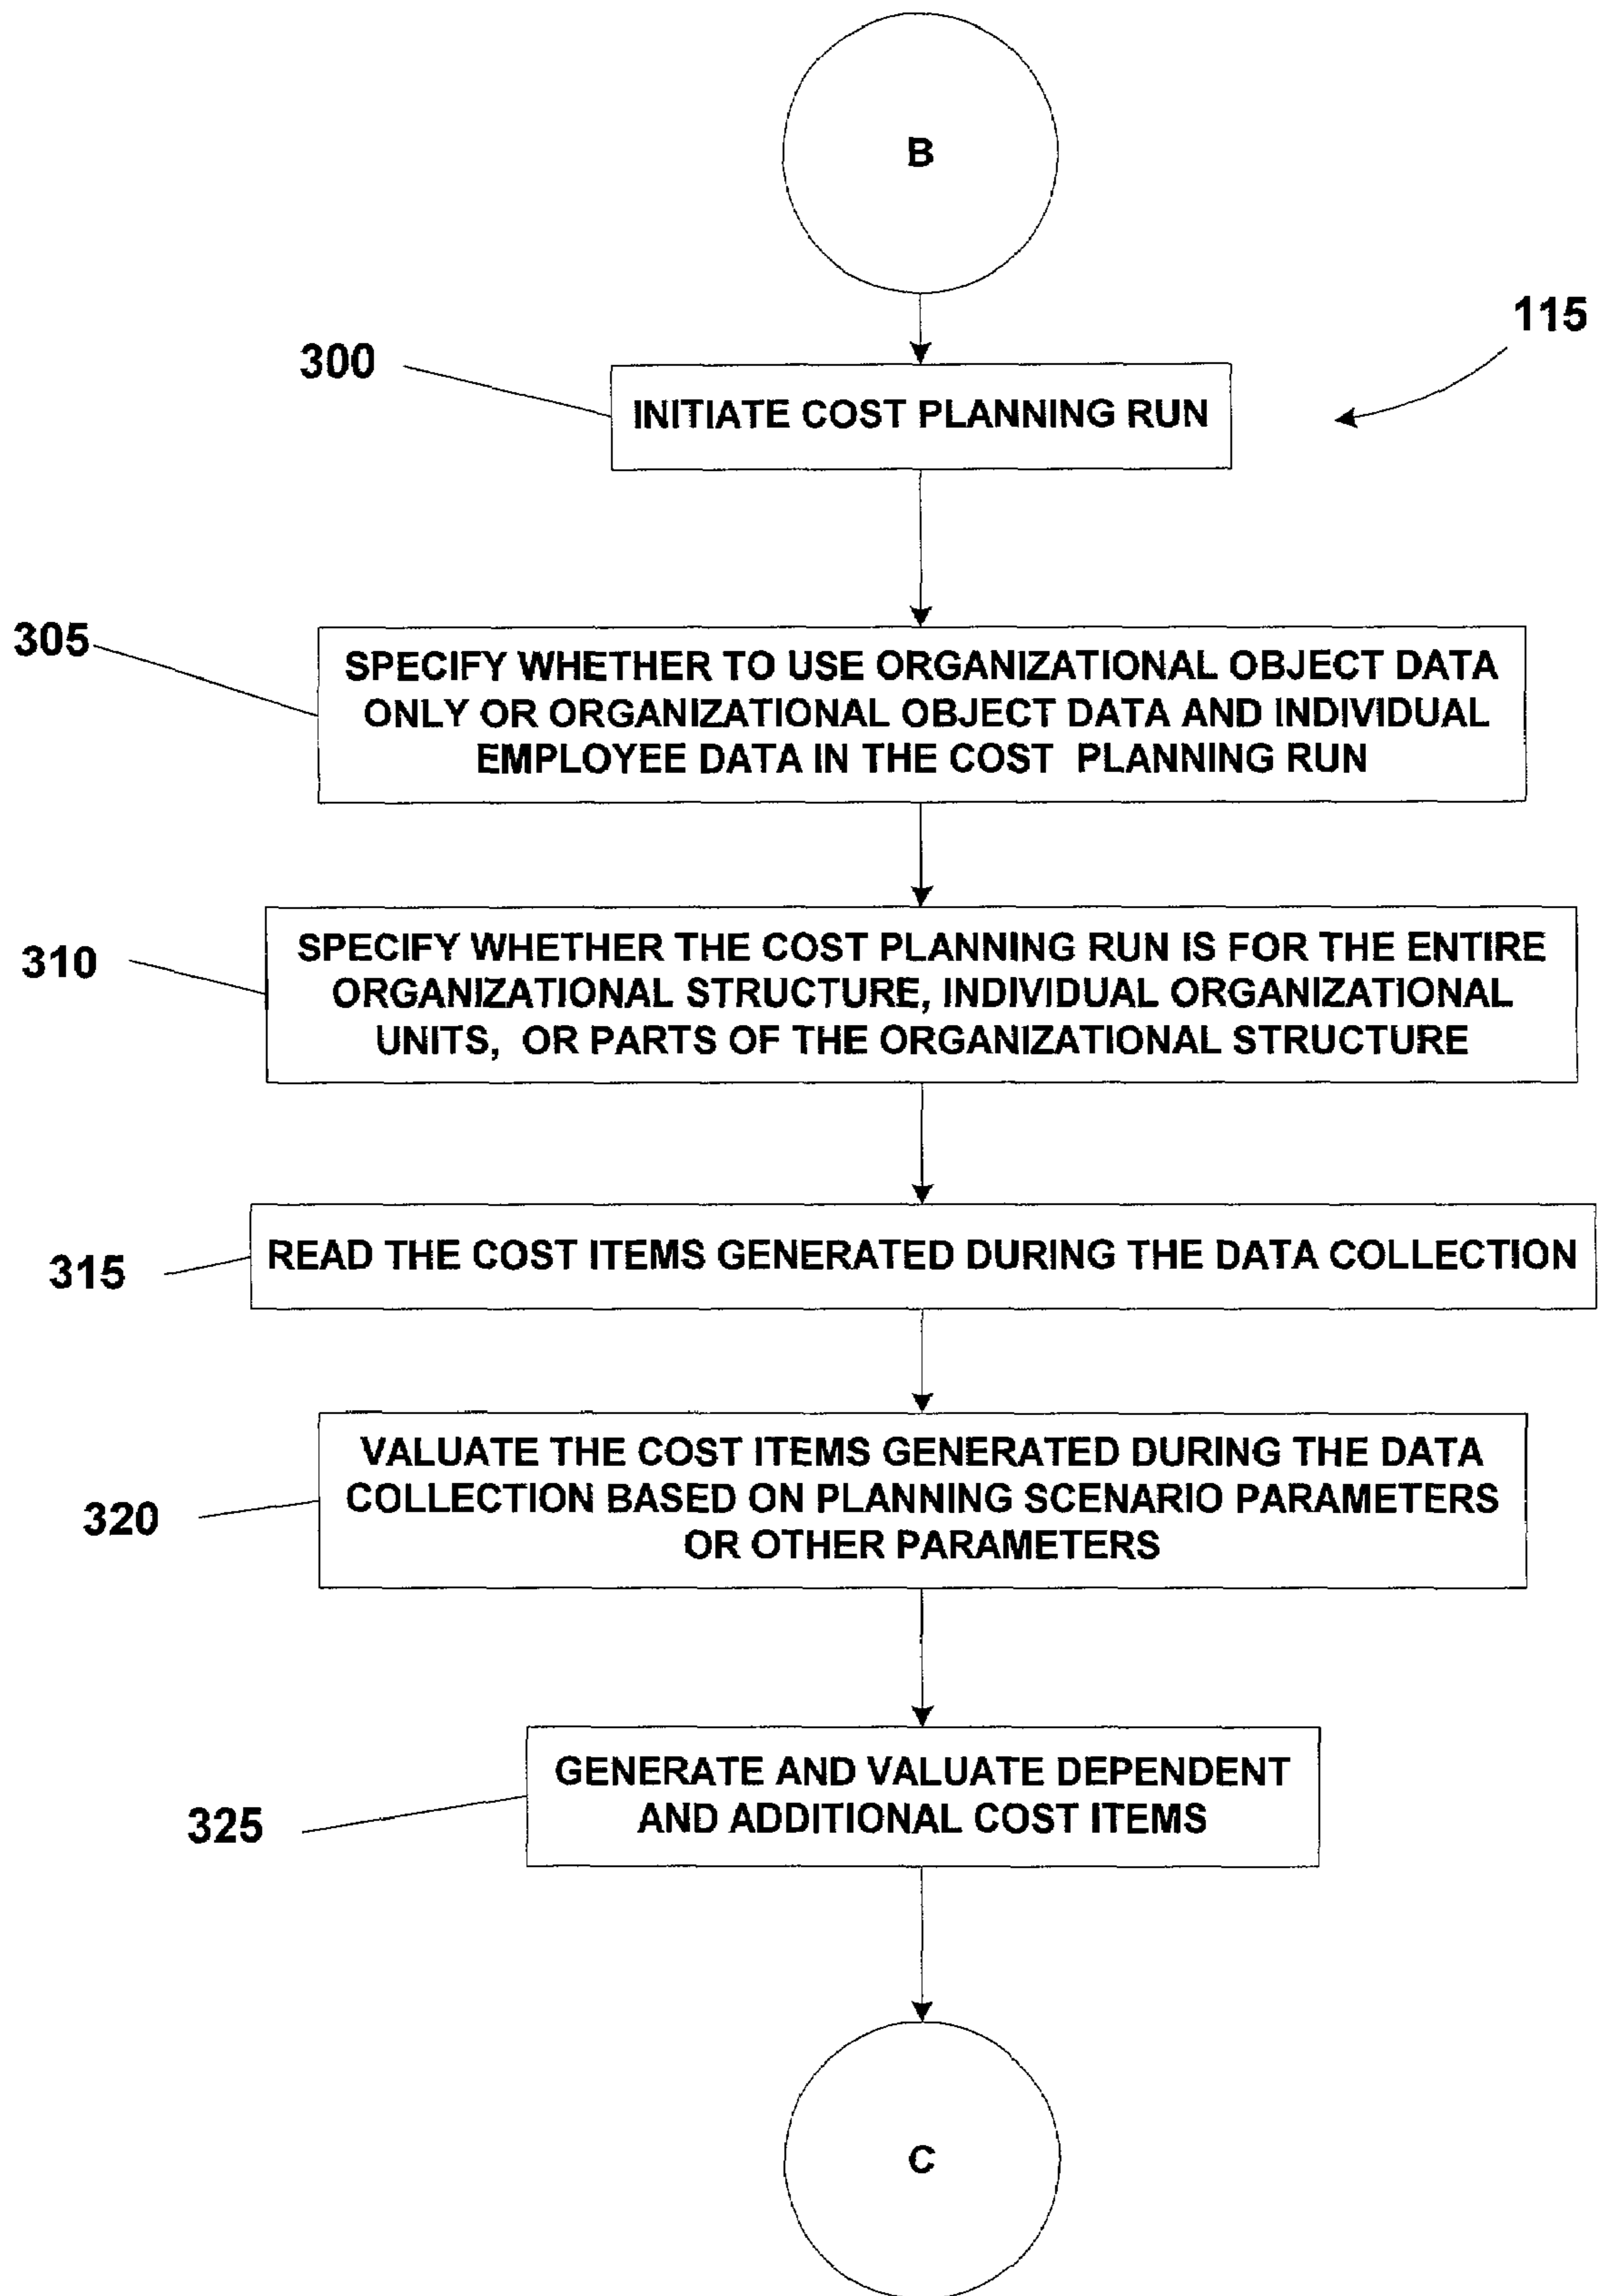 B
115
300
INITIATE COST PLANNING RUN
305
SPECIFY WHETHER TO USE ORGANIZATIONAL OBJECT DATA
ONLY OR ORGANIZATIONAL OBJECT DATA AND INDIVIDUAL
EMPLOYEE DATA IN THE COST PLANNING RUN
310
SPECIFY WHETHER THE COST PLANNING RUN IS FOR THE ENTIRE
ORGANIZATIONAL STRUCTURE, INDIVIDUAL ORGANIZATIONAL
UNITS, OR PARTS OF THE ORGANIZATIONAL STRUCTURE
315
READ THE COST ITEMS GENERATED DURING THE DATA COLLECTION
320
VALUATE THE COST ITEMS GENERATED DURING THE DATA
COLLECTION BASED ON PLANNING SCENARIO PARAMETERS
OR OTHER PARAMETERS
325
GENERATE AND VALUATE DEPENDENT
AND ADDITIONAL COST ITEMS
C